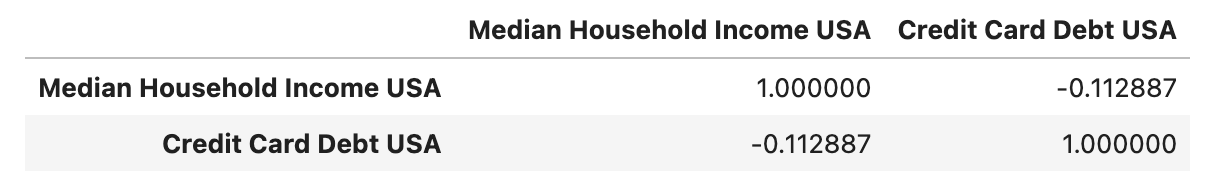 Median Household Income USA Credit Card Debt USA
Median Household Income USA 1.000000 -0.112887
Credit Card Debt USA -0.112887 1.000000